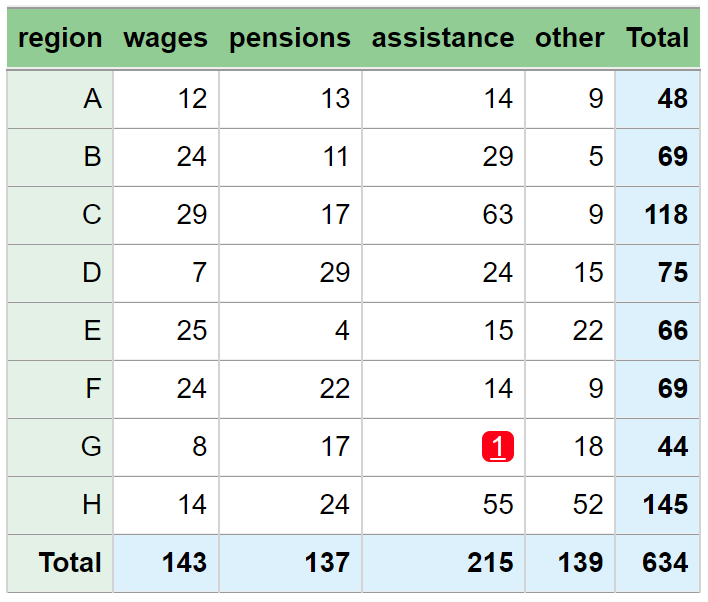 region wages pensions assistance other Total
A 12 13 14 9 48
B 24 11 29 5 69
C 29 17 63 9 118
D 7 29 24 15 75
E 25 4 15 22 66
F 24 22 14 9 69
G 8 17 1 18 44
H 14 24 55 52 145
Total 143 137 215 139 634